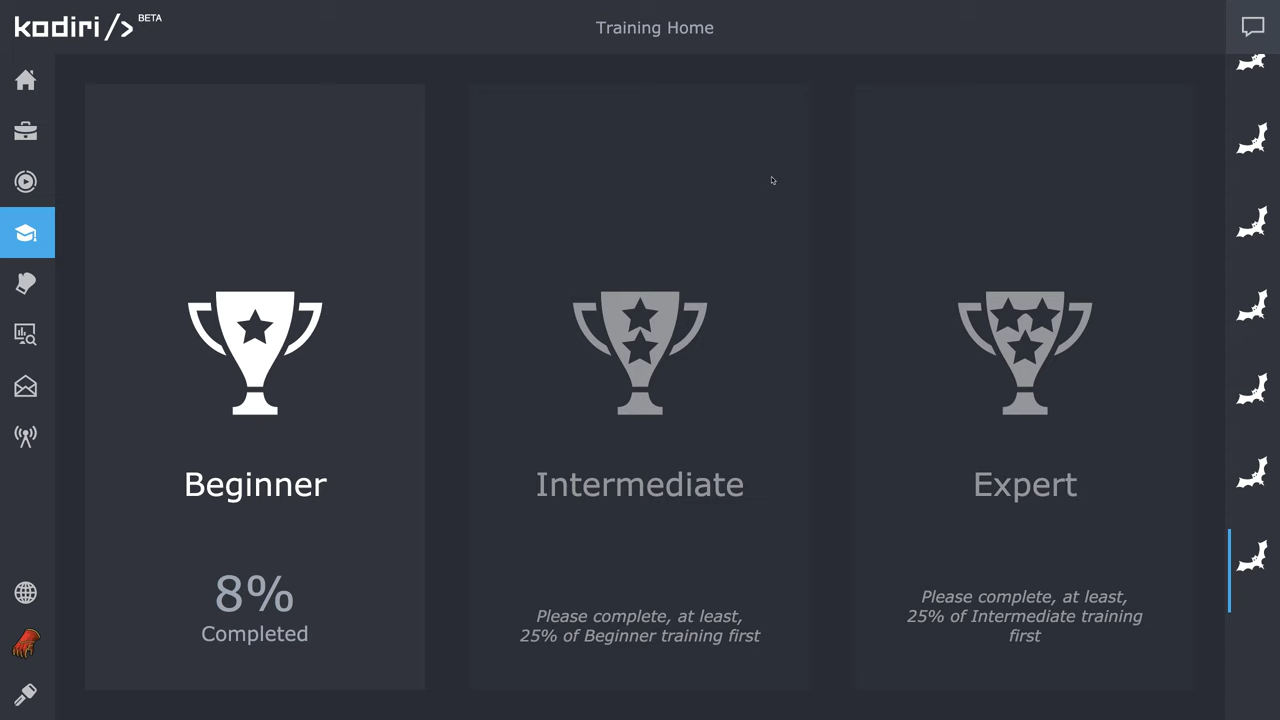 kodiri/> BETA
Training Home
Beginner
8%
Completed
Intermediate
Please complete, at least,
25% of Beginner training first
Expert
Please complete, at least,
25% of Intermediate training
first